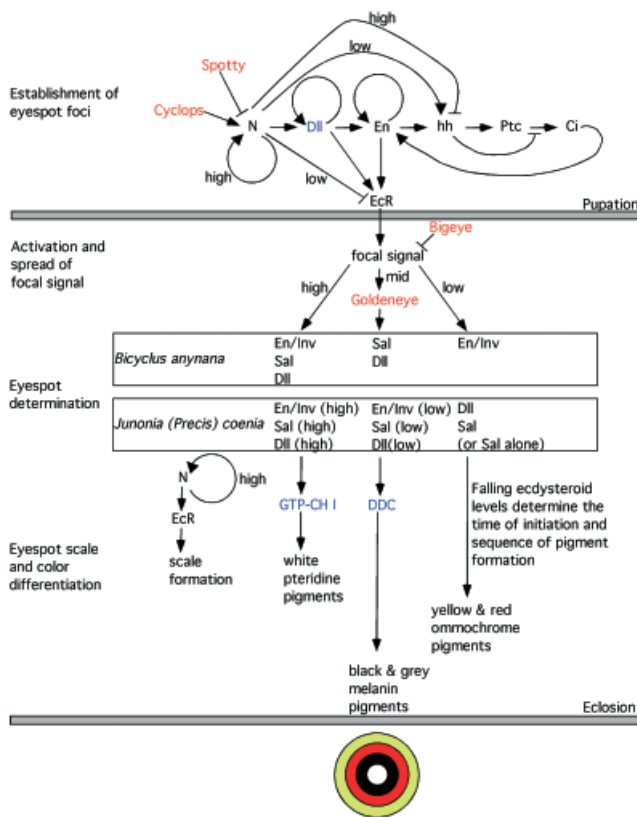 high
low
Spotty
Establishment of
eyespot foci
Cyclops
N
Dll
En
hh
Ptc
Ci
high
low
EcR
Pupation
Activation and
spread of
focal signal
Bigeye
focal signal
high
mid
low
Goldeneye
Eyespot
determination
Bicyclus anynana
En/Inv
Sal
Dll
Sal
Dll
En/Inv
Junonia (Precis) coenia
En/Inv (high)
Sal (high)
Dll (high)
En/Inv (low)
Sal (low)
Dll(low)
Dll
Sal
(or Sal alone)
Eyespot scale
and color
differentiation
N
high
EcR
scale
formation
GTP-CH I
white
pteridine
pigments
DDC
black & grey
melanin
pigments
Falling ecdysteroid
levels determine the
time of initiation and
sequence of pigment
formation
yellow & red
ommochrome
pigments
Eclosion